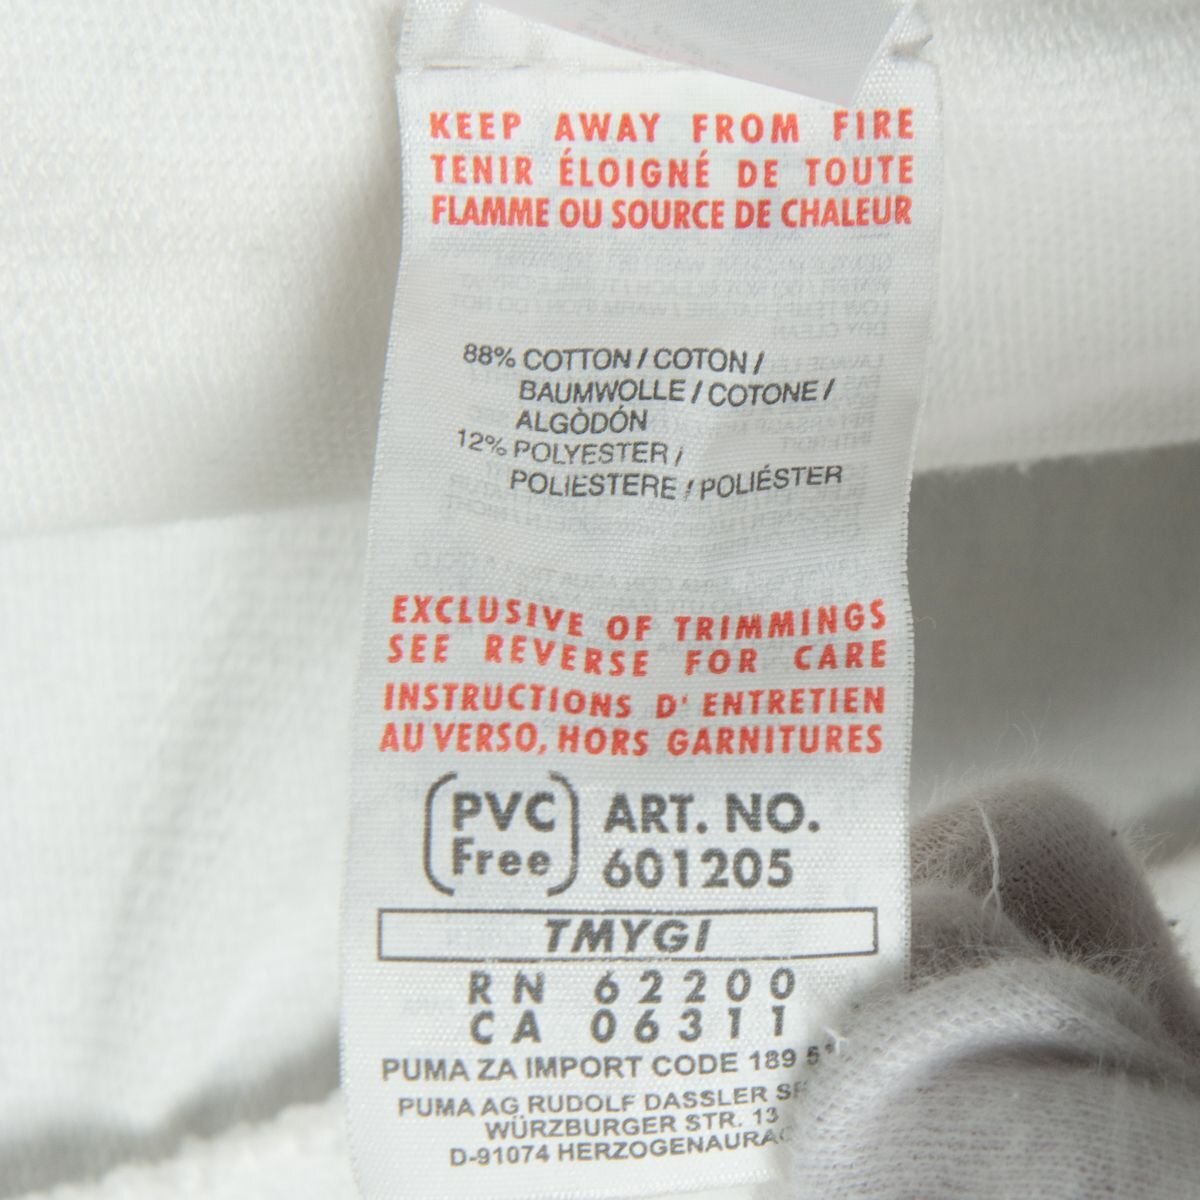 KEEP AWAY FROM FIRE
TENIR ÉLOIGNÉ DE TOUTE
FLAMME OU SOURCE DE CHALEUR
88% COTTON / COTON /
BAUMWOLLE / COTONE /
ALGÒDÓN
12% POLYESTER /
POLIESTERE / POLIÉSTER
EXCLUSIVE OF TRIMMINGS
SEE REVERSE FOR CARE
INSTRUCTIONS D' ENTRETIEN
AU VERSO, HORS GARNITURES
PVC Free
ART. NO.
601205
TMYGI
RN 62200
CA 06311
PUMA ZA IMPORT CODE 189 5
PUMA AG RUDOLF DASSLER
WÜRZBURGER STR. 13
D-91074